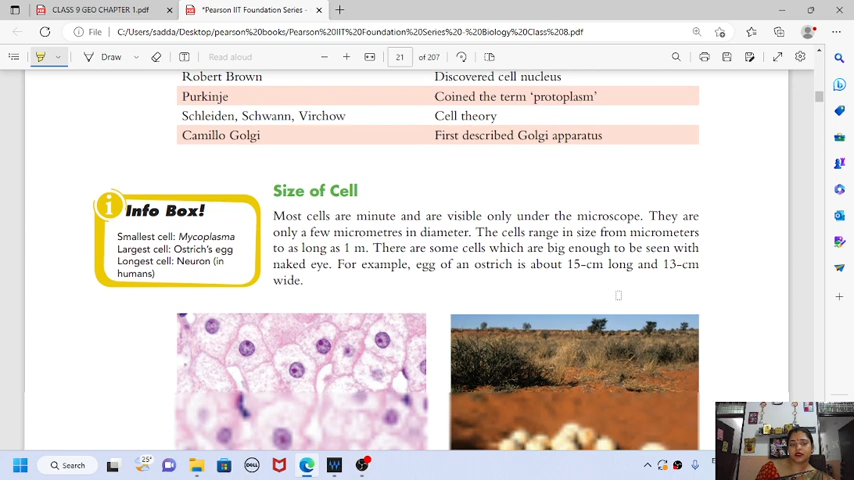 CLASS 9 GEO CHAPTER 1.pdf
*Pearson IIT Foundation Series -
File
C:/Users/sadda/Desktop/pearson%20books/Pearson%20IIT%20Foundation%20Series%20-%20Biology%20Class%208.pdf
Draw
Read aloud
21
of 207
Robert Brown Discovered cell nucleus
Purkinje Coined the term ‘protoplasm’
Schleiden, Schwann, Virchow Cell theory
Camillo Golgi First described Golgi apparatus
Info Box!
Smallest cell: Mycoplasma
Largest cell: Ostrich’s egg
Longest cell: Neuron (in
humans)
Size of Cell
Most cells are minute and are visible only under the microscope. They are
only a few micrometres in diameter. The cells range in size from micrometers
to as long as 1 m. There are some cells which are big enough to be seen with
naked eye. For example, egg of an ostrich is about 15-cm long and 13-cm
wide.
Search
25°
DELL